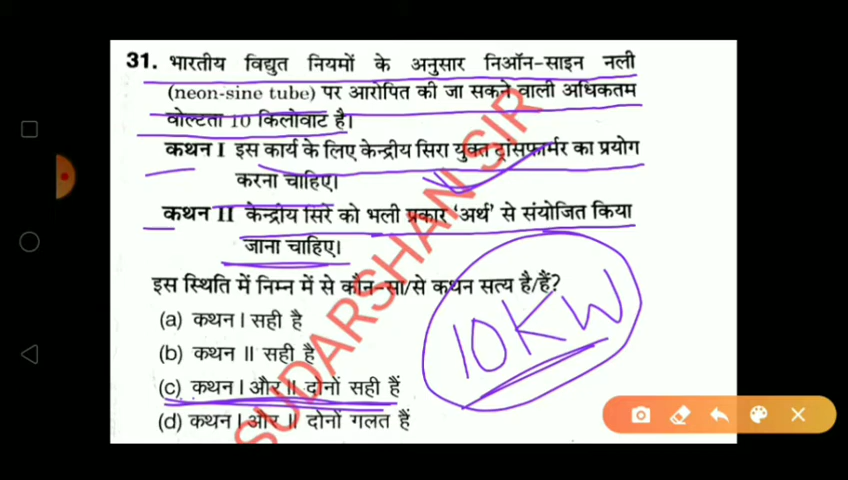 31. भारतीय विद्युत नियमों के अनुसार निऑन-साइन नली
(neon-sine tube) पर आरोपित की जा सकने वाली अधिकतम
वोल्टता 10 किलोवाट है।
कथन I इस कार्य के लिए केन्द्रीय सिरा युक्त ट्रांसफार्मर का प्रयोग
करना चाहिए।
कथन II केन्द्रीय सिरे को भली प्रकार ‘अर्थ’ से संयोजित किया
जाना चाहिए।
इस स्थिति में निम्न में से कौन-सा/से कथन सत्य है/हैं?
(a) कथन I सही है
(b) कथन II सही है
(c) कथन I और II दोनों सही हैं
(d) कथन I और II दोनों गलत हैं
10KW
SUDARSHAN SIR